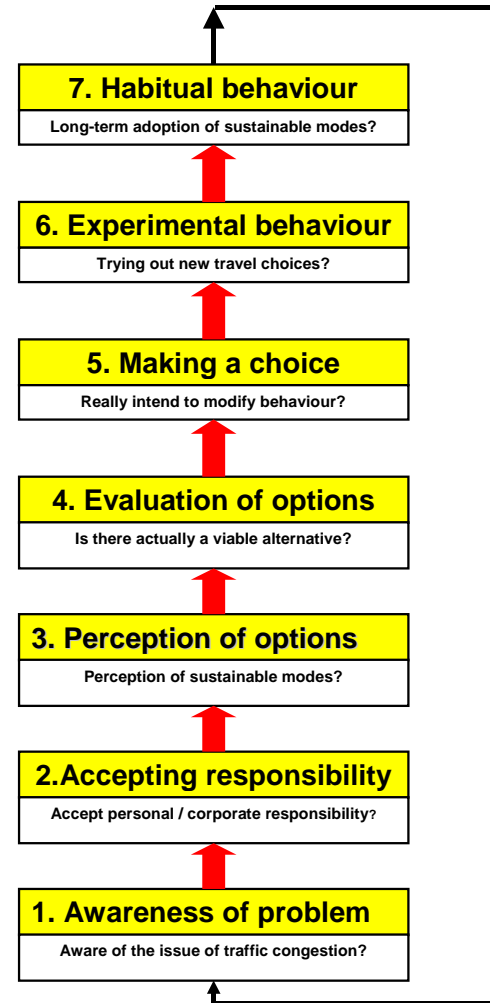 7. Habitual behaviour
Long-term adoption of sustainable modes?
6. Experimental behaviour
Trying out new travel choices?
5. Making a choice
Really intend to modify behaviour?
4. Evaluation of options
Is there actually a viable alternative?
3. Perception of options
Perception of sustainable modes?
2.Accepting responsibility
Accept personal / corporate responsibility?
1. Awareness of problem
Aware of the issue of traffic congestion?